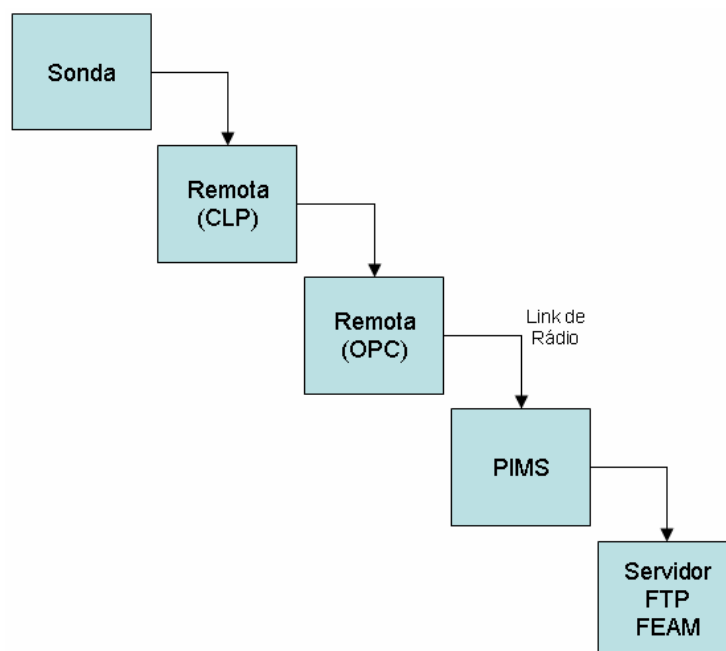 Sonda
Remota
(CLP)
Remota
(OPC)
Link de
Rádio
PIMS
Servidor
FTP
FEAM